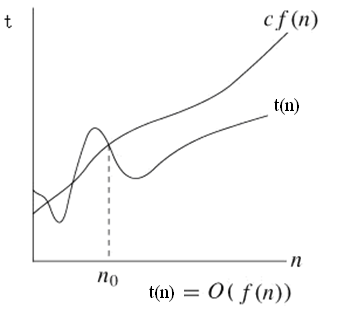 t
c f(n)
t(n)
n
n₀
t(n) = O( f(n))